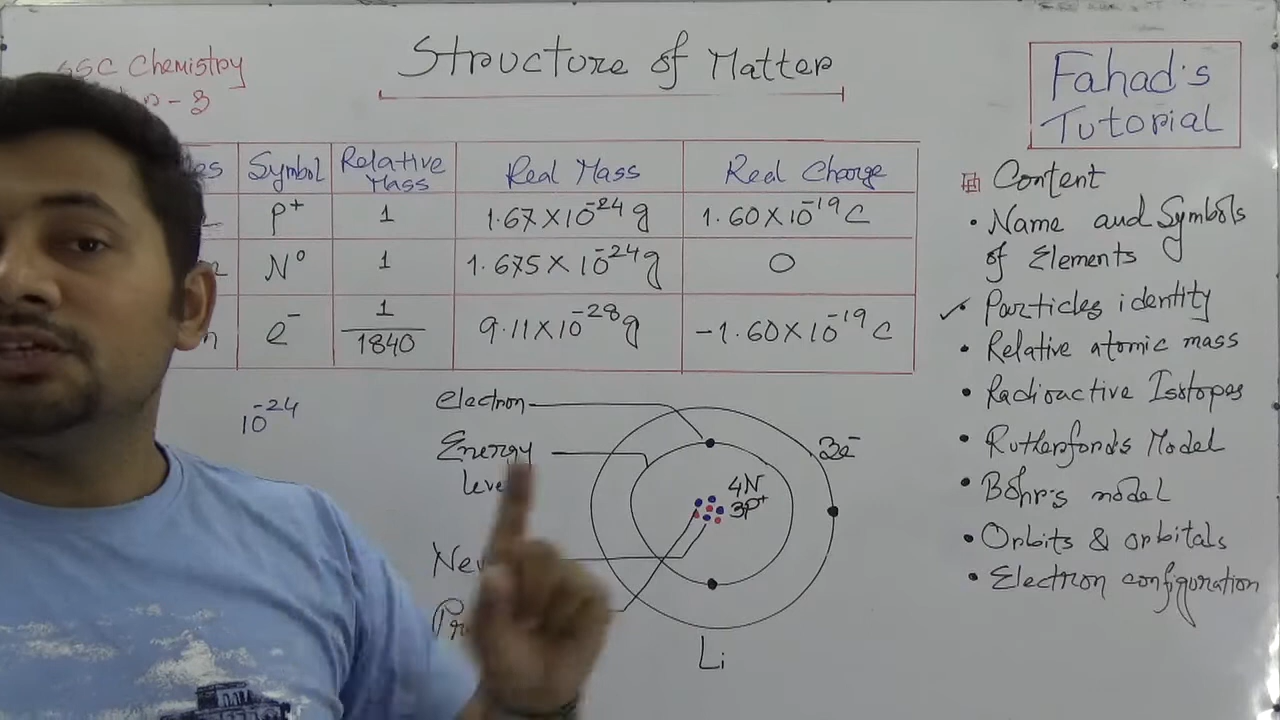 Structure of Matter
SSC Chemistry
- 3
Fahad's
Tutorial
Symbol Relative Mass Real Mass Real Charge
P⁺ 1 1.67×10⁻²⁴g 1.60×10⁻¹⁹C
N⁰ 1 1.675×10⁻²⁴g 0
e⁻ 1/1840 9.11×10⁻²⁸g -1.60×10⁻¹⁹C
10⁻²⁴
electron
Energy
3e⁻
4N
3P⁺
Li
Content
• Name and Symbols
of Elements
✓ Particles identity
• Relative atomic mass
• Radioactive Isotopes
• Rutherford's Model
• Bohr's model
• Orbits & orbitals
• Electron configuration